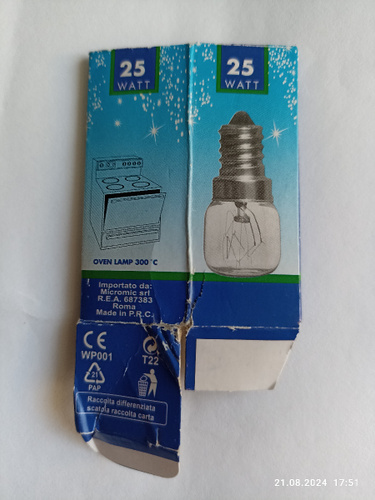 25
WATT
25
WATT
OVEN LAMP 300°C
Importato da:
Micromic srl
R.E.A. 687383
Roma
Made in P.R.C.
CE
WP001
T22
21
PAP
Raccolta differenziata
scatola raccolta carta
21.08.2024 17:51